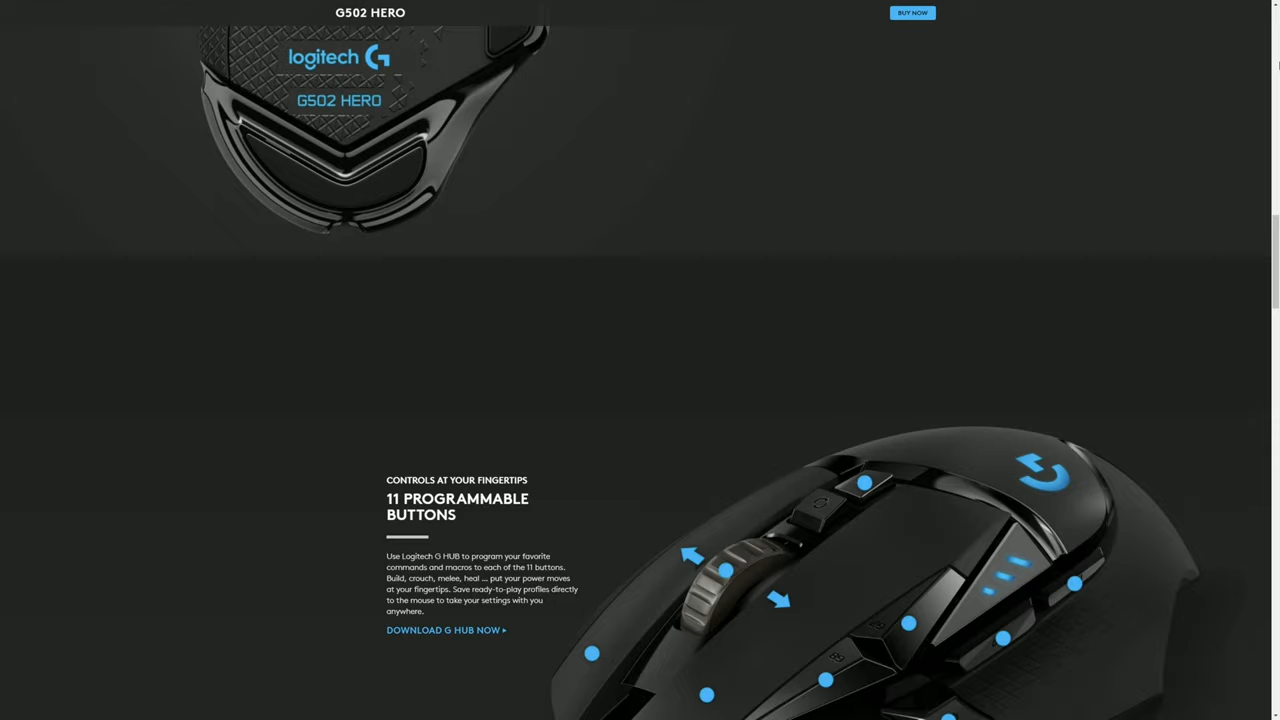 G502 HERO
BUY NOW
logitech G
G502 HERO
CONTROLS AT YOUR FINGERTIPS
11 PROGRAMMABLE
BUTTONS
Use Logitech G HUB to program your favorite
commands and macros to each of the 11 buttons.
Build, crouch, melee, heal ... put your power moves
at your fingertips. Save ready-to-play profiles directly
to the mouse to take your settings with you
anywhere.
DOWNLOAD G HUB NOW
G8
G7